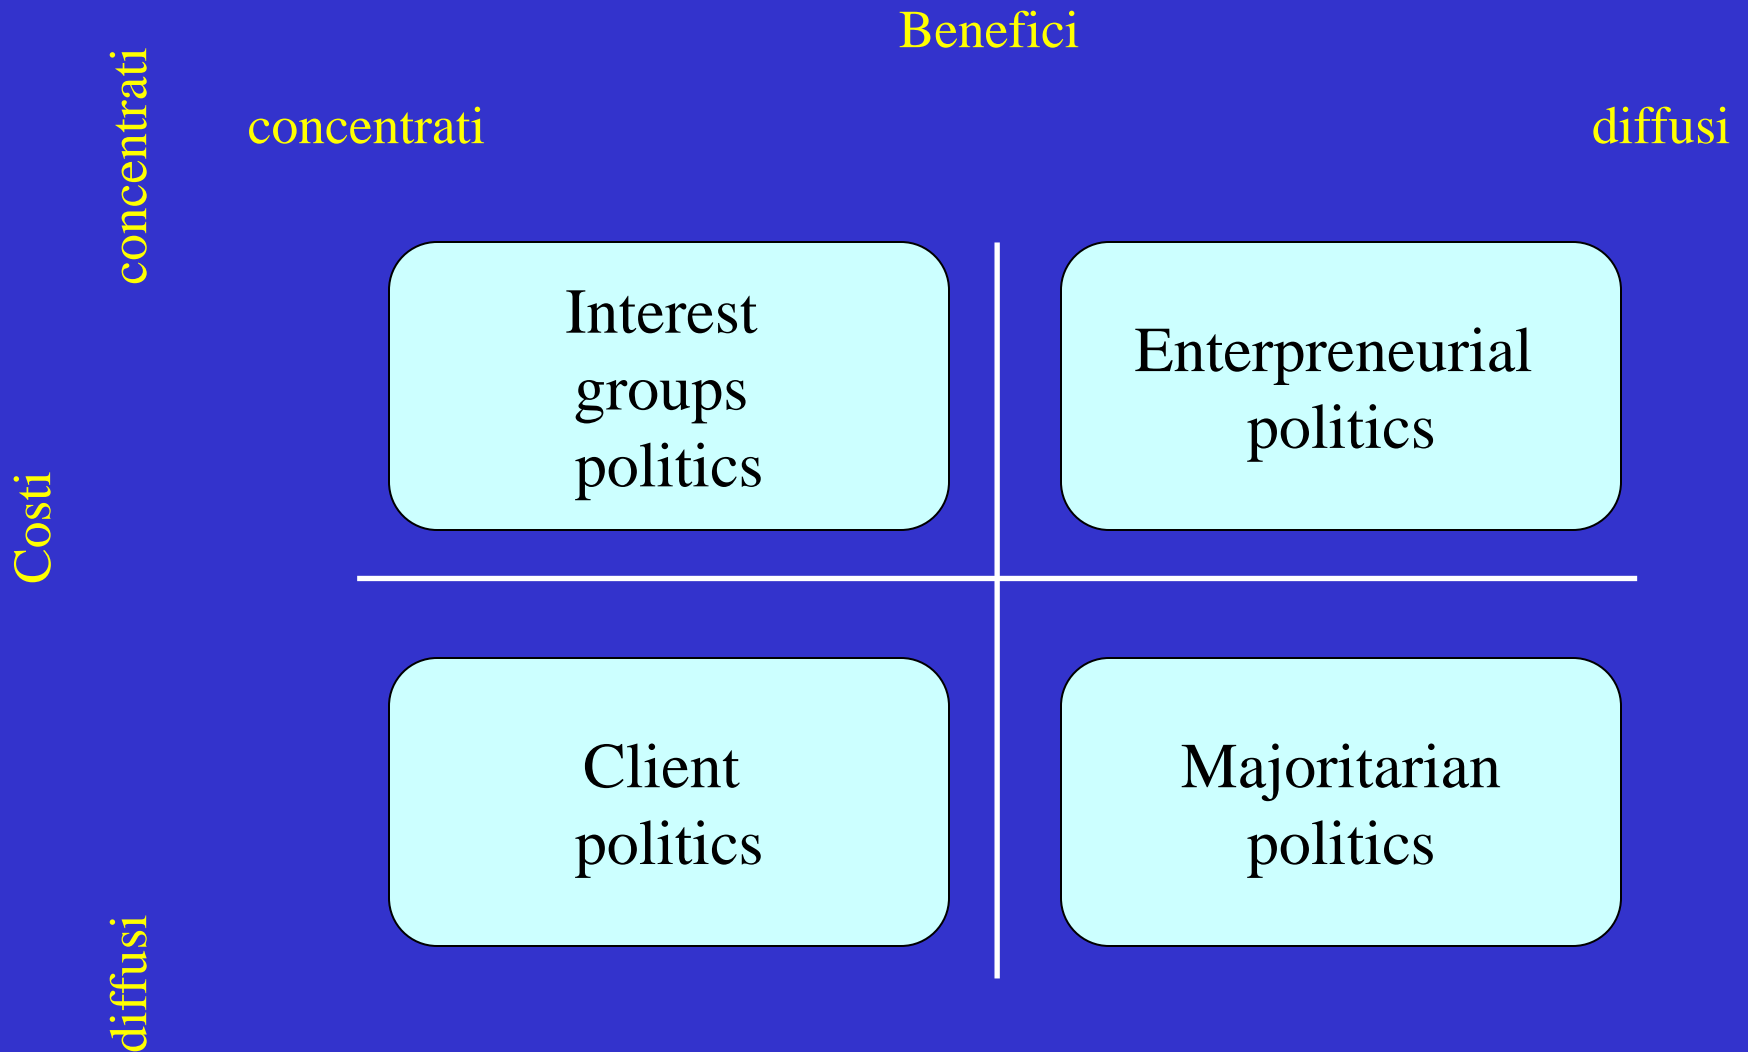 Benefici
concentrati
concentrati
diffusi
Interest
groups
politics
Enterpreneurial
politics
Costi
Client
politics
Majoritarian
politics
diffusi